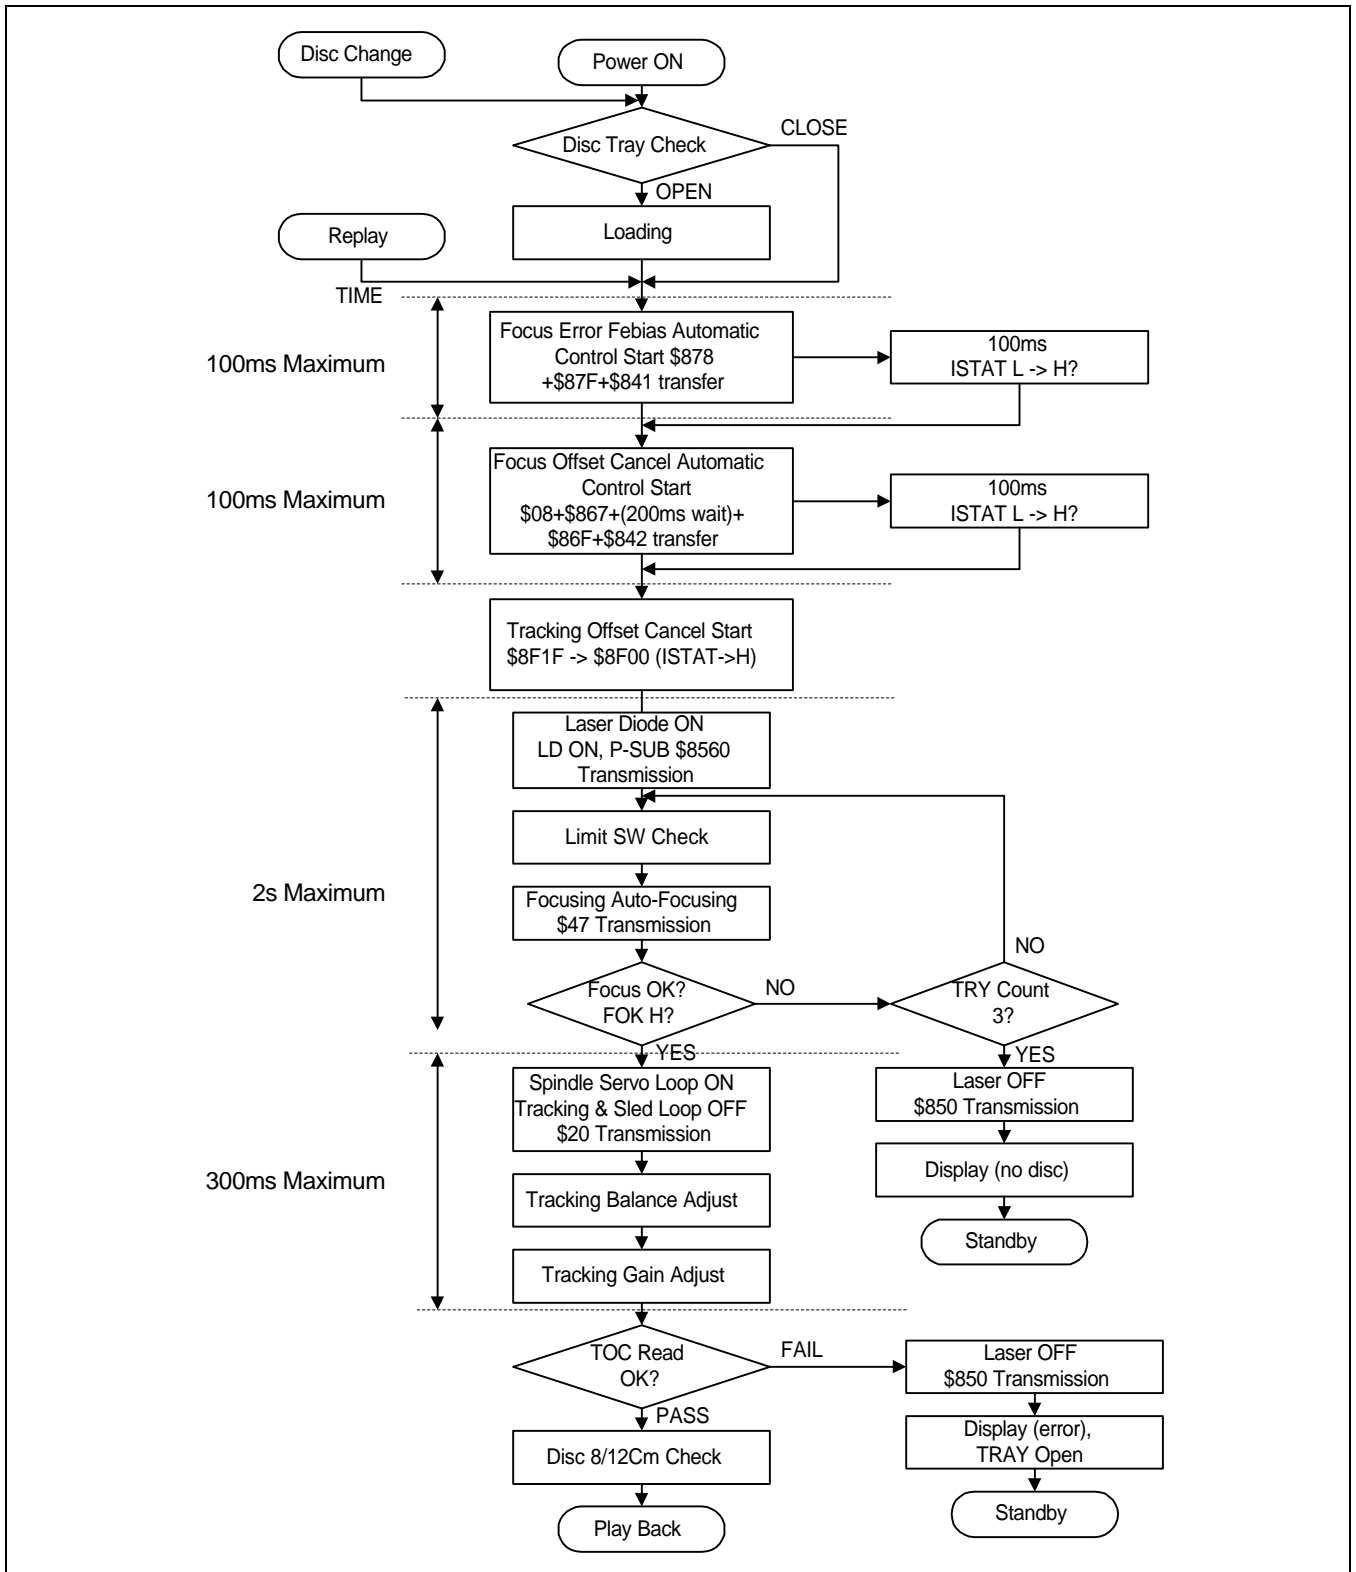 Disc Change
Power ON
Disc Tray Check
CLOSE
OPEN
Loading
Replay
TIME
100ms Maximum
Focus Error Febias Automatic
Control Start $878
+$87F+$841 transfer
100ms
ISTAT L -> H?
100ms Maximum
Focus Offset Cancel Automatic
Control Start
$08+$867+(200ms wait)+
$86F+$842 transfer
100ms
ISTAT L -> H?
Tracking Offset Cancel Start
$8F1F -> $8F00 (ISTAT->H)
Laser Diode ON
LD ON, P-SUB $8560
Transmission
Limit SW Check
2s Maximum
Focusing Auto-Focusing
$47 Transmission
Focus OK?
FOK H?
NO
TRY Count
3?
NO
YES
YES
Spindle Servo Loop ON
Tracking & Sled Loop OFF
$20 Transmission
Laser OFF
$850 Transmission
300ms Maximum
Tracking Balance Adjust
Display (no disc)
Tracking Gain Adjust
Standby
TOC Read
OK?
FAIL
Laser OFF
$850 Transmission
PASS
Disc 8/12Cm Check
Display (error),
TRAY Open
Play Back
Standby